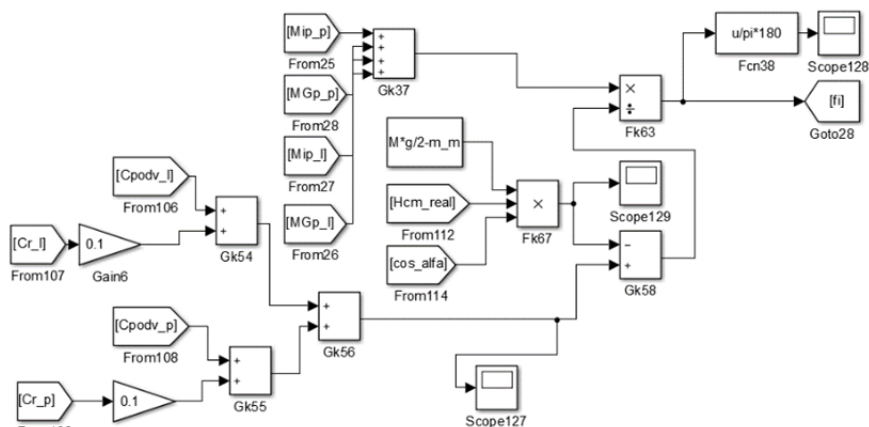 [Mip_p]
From25
+
+
+
+
Gk37
u/pi*180
Fcn38
Scope128
[MGp_p]
From28
×
÷
Fk63
[fi]
Goto28
[Mip_l]
From27
M*g/2-m_m
[Cpodv_l]
From106
[MGp_l]
From26
[Hcm_real]
From112
×
Fk67
Scope129
+
+
Gk54
[Cr_l]
From107
0.1
Gain6
[cos_alfa]
From114
−
+
Gk58
[Cpodv_p]
From108
+
+
Gk56
+
+
Gk55
[Cr_p]
0.1
Scope127